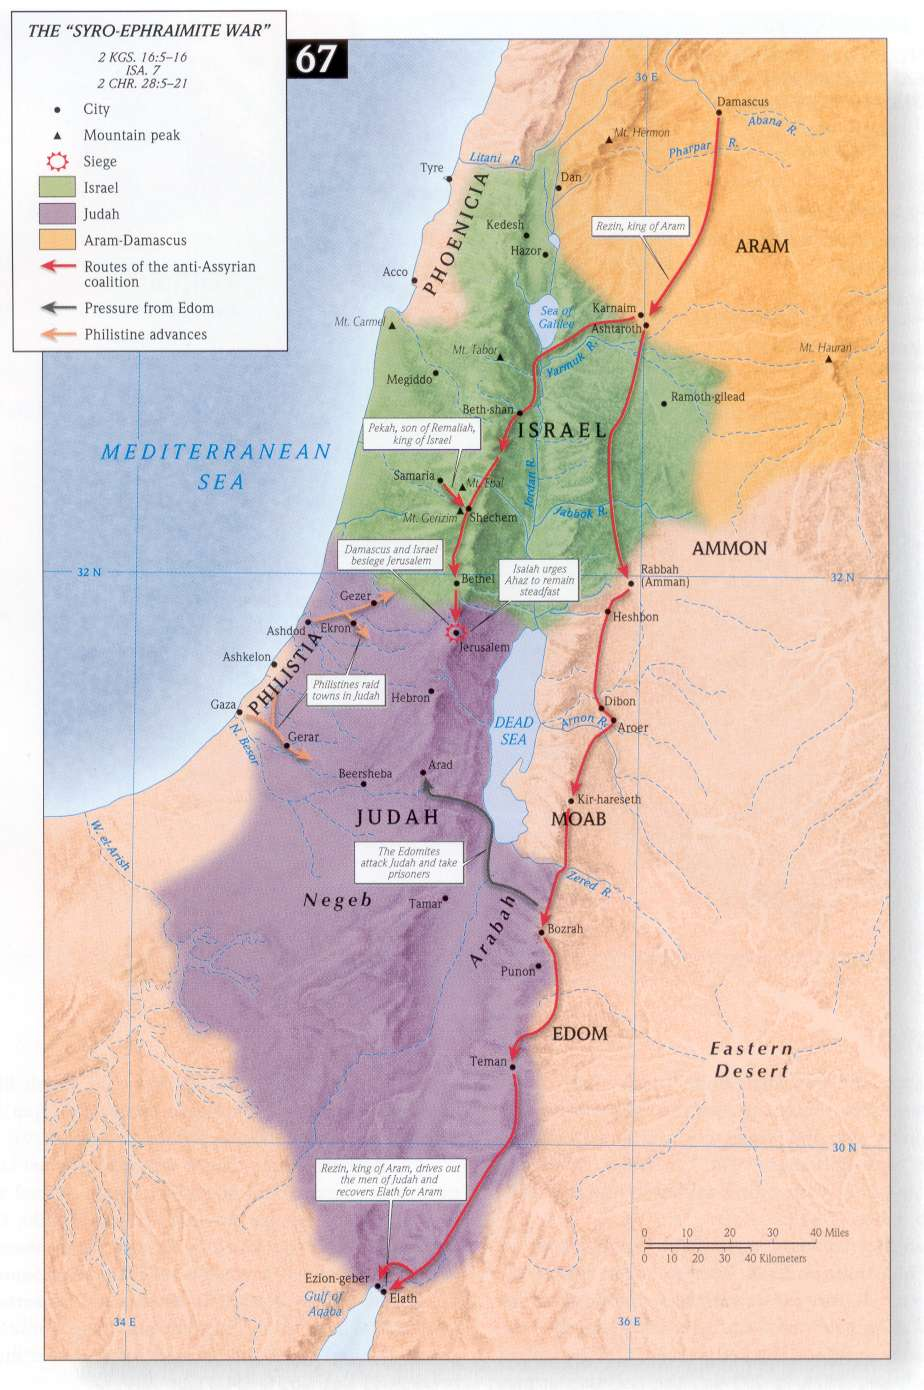 THE "SYRO-EPHRAIMITE WAR"
2 KGS. 16:5–16
ISA. 7
2 CHR. 28:5–21
City
Mountain peak
Siege
Israel
Judah
Aram-Damascus
Routes of the anti-Assyrian
coalition
Pressure from Edom
Philistine advances
67
36 E
Damascus
Abana R.
Mt. Hermon
Pharpar R.
Litani R.
Tyre
Dan
PHOENICIA
Kedesh
Hazor
Rezin, king of Aram
ARAM
Acco
Sea of
Galilee
Karnaim
Ashtaroth
Mt. Carmel
Mt. Tabor
Yarmuk R.
Mt. Hauran
Megiddo
Ramoth-gilead
Beth-shan
Pekah, son of Remaliah,
king of Israel
ISRAEL
MEDITERRANEAN
SEA
Samaria
Mt. Ebal
Jordan R.
Mt. Gerizim
Shechem
Jabbok R.
AMMON
Damascus and Israel
besiege Jerusalem
Isaiah urges
Ahaz to remain
steadfast
32 N
Bethel
Rabbah
(Amman)
32 N
Gezer
Heshbon
Ashdod
Ekron
Jerusalem
Ashkelon
PHILISTIA
Philistines raid
towns in Judah
Hebron
Gaza
Dibon
DEAD
SEA
Arnon R.
Aroer
N. Besor
Gerar
Arad
Beersheba
Kir-hareseth
JUDAH
MOAB
W. el-Arish
The Edomites
attack Judah and take
prisoners
Zered R.
Negeb
Tamar
Arabah
Bozrah
Punon
EDOM
Eastern
Desert
Teman
30 N
Rezin, king of Aram, drives out
the men of Judah and
recovers Elath for Aram
0 10 20 30 40 Miles
0 10 20 30 40 Kilometers
Ezion-geber
Elath
Gulf of
Aqaba
34 E
36 E